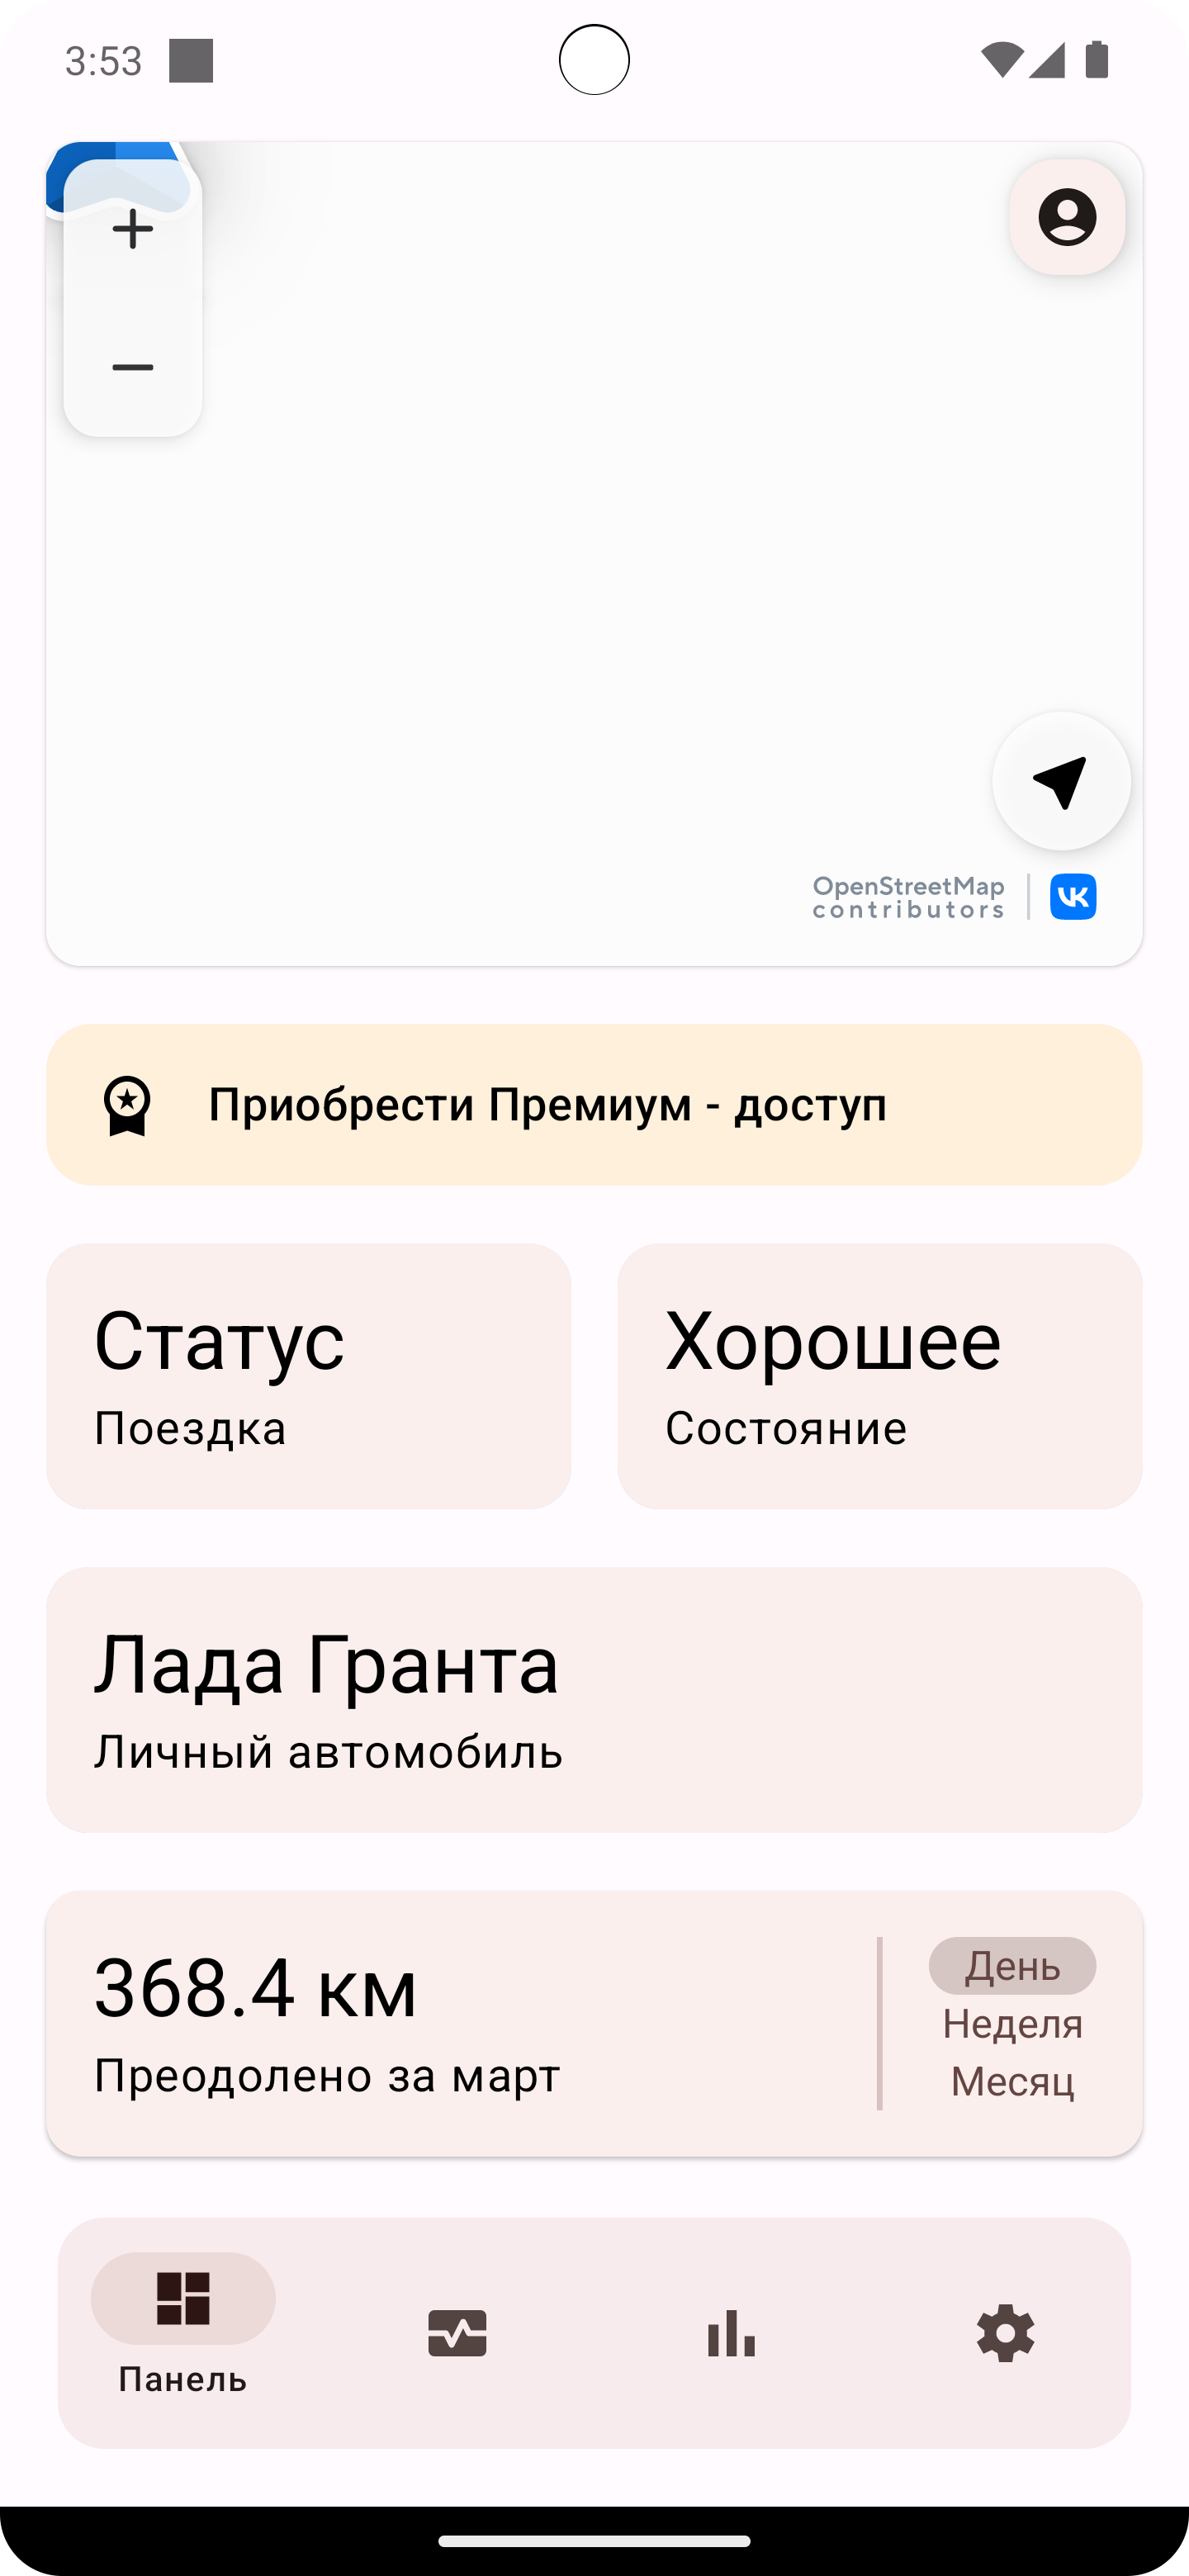 3:53
OpenStreetMap
contributors
Приобрести Премиум - доступ
Статус
Поездка
Хорошее
Состояние
Лада Гранта
Личный автомобиль
368.4 км
Преодолено за март
День
Неделя
Месяц
Панель